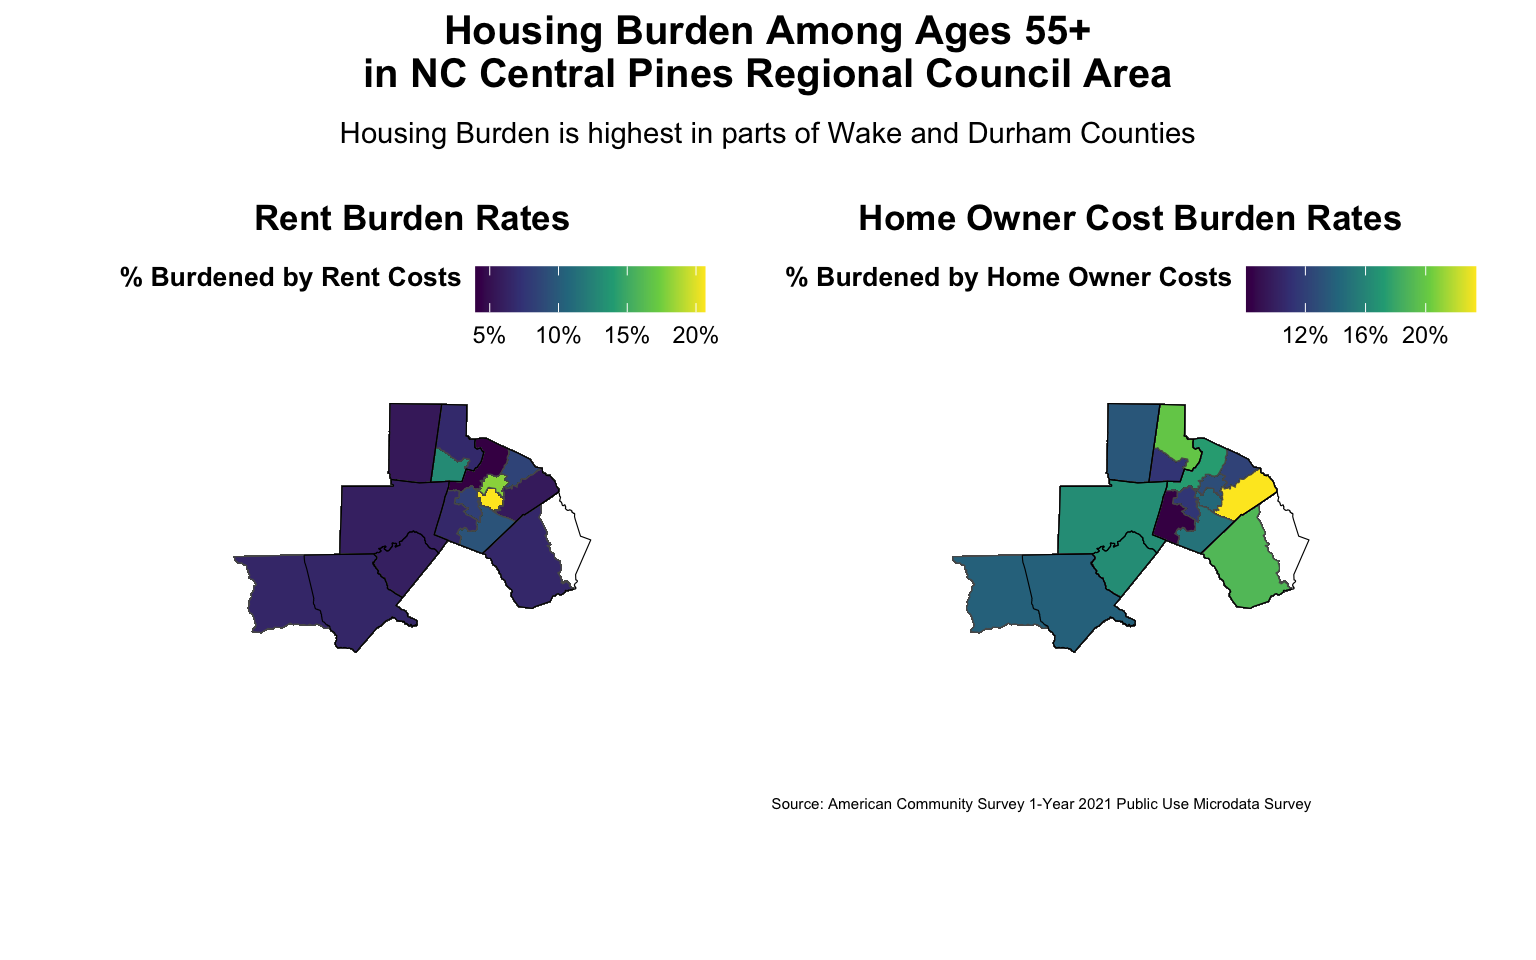 Housing Burden Among Ages 55+
in NC Central Pines Regional Council Area
Housing Burden is highest in parts of Wake and Durham Counties
Rent Burden Rates
% Burdened by Rent Costs
5% 10% 15% 20%
Home Owner Cost Burden Rates
% Burdened by Home Owner Costs
12% 16% 20%
Source: American Community Survey 1-Year 2021 Public Use Microdata Survey